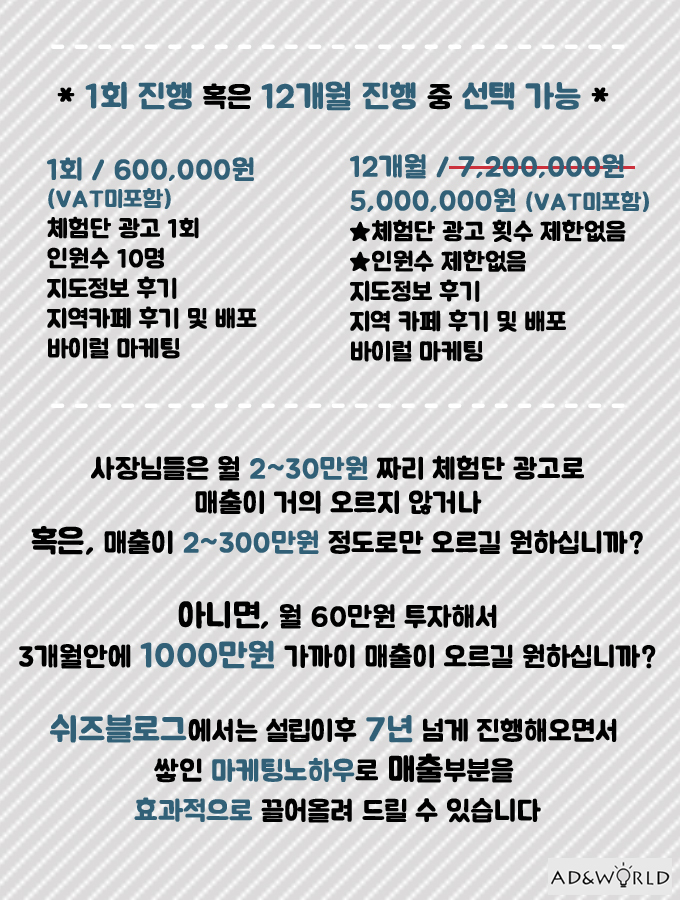 * 1회 진행 혹은 12개월 진행 중 선택 가능 *
1회 / 600,000원
(VAT미포함)
체험단 광고 1회
인원수 10명
지도정보 후기
지역카페 후기 및 배포
바이럴 마케팅
12개월 / 7,200,000원
5,000,000원 (VAT미포함)
★체험단 광고 횟수 제한없음
★인원수 제한없음
지도정보 후기
지역 카페 후기 및 배포
바이럴 마케팅
사장님들은 월 2~30만원 짜리 체험단 광고로
매출이 거의 오르지 않거나
혹은, 매출이 2~300만원 정도로만 오르길 원하십니까?
아니면, 월 60만원 투자해서
3개월안에 1000만원 가까이 매출이 오르길 원하십니까?
쉬즈블로그에서는 설립이후 7년 넘게 진행해오면서
쌓인 마케팅노하우로 매출부분을
효과적으로 끌어올려 드릴 수 있습니다
AD&WORLD